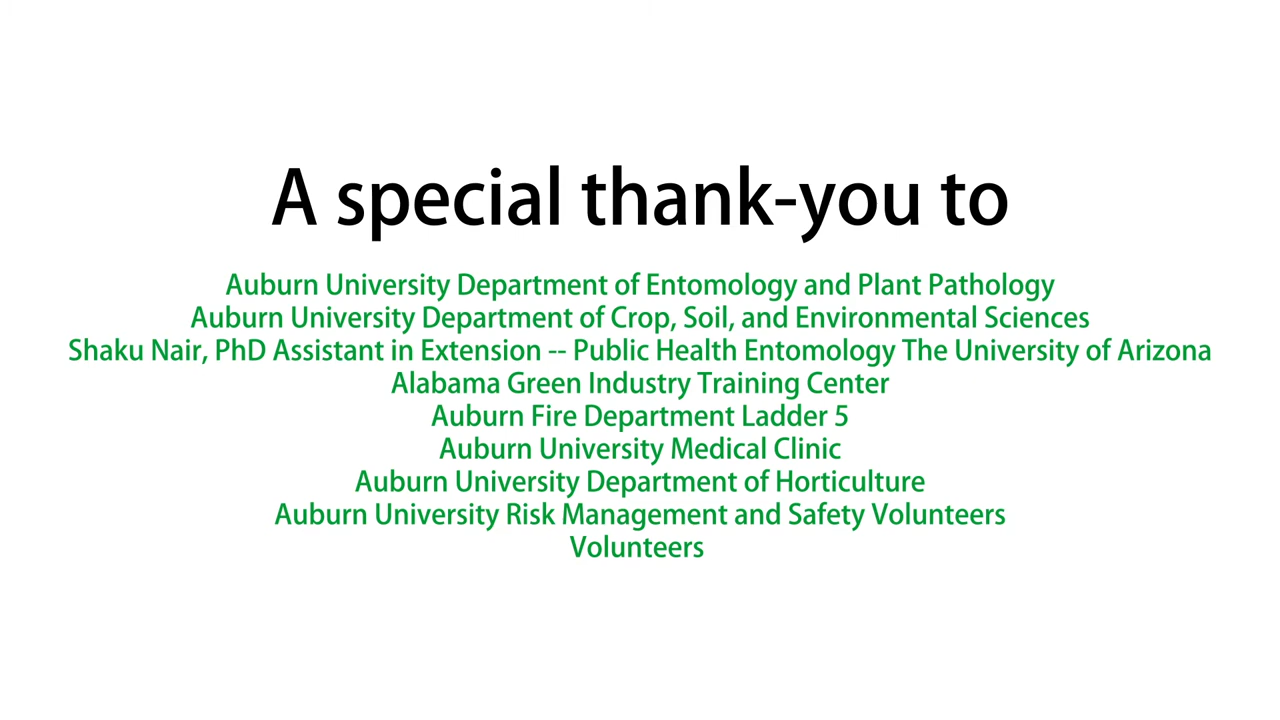 A special thank-you to
Auburn University Department of Entomology and Plant Pathology
Auburn University Department of Crop, Soil, and Environmental Sciences
Shaku Nair, PhD Assistant in Extension -- Public Health Entomology The University of Arizona
Alabama Green Industry Training Center
Auburn Fire Department Ladder 5
Auburn University Medical Clinic
Auburn University Department of Horticulture
Auburn University Risk Management and Safety Volunteers
Volunteers